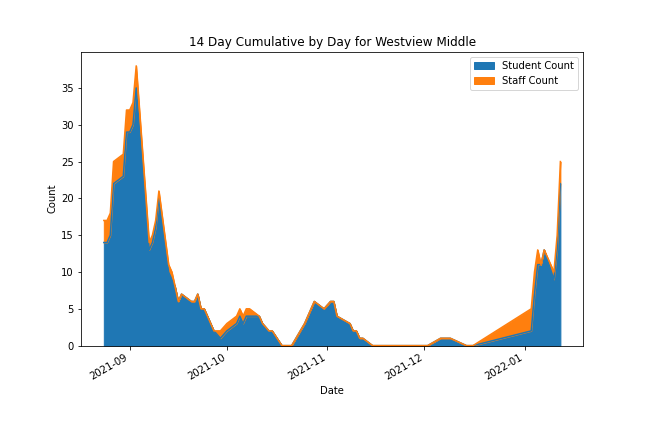 14 Day Cumulative by Day for Westview Middle
Student Count
Staff Count
35
30
25
20
15
10
5
0
Count
2021-09
2021-10
2021-11
2021-12
2022-01
Date